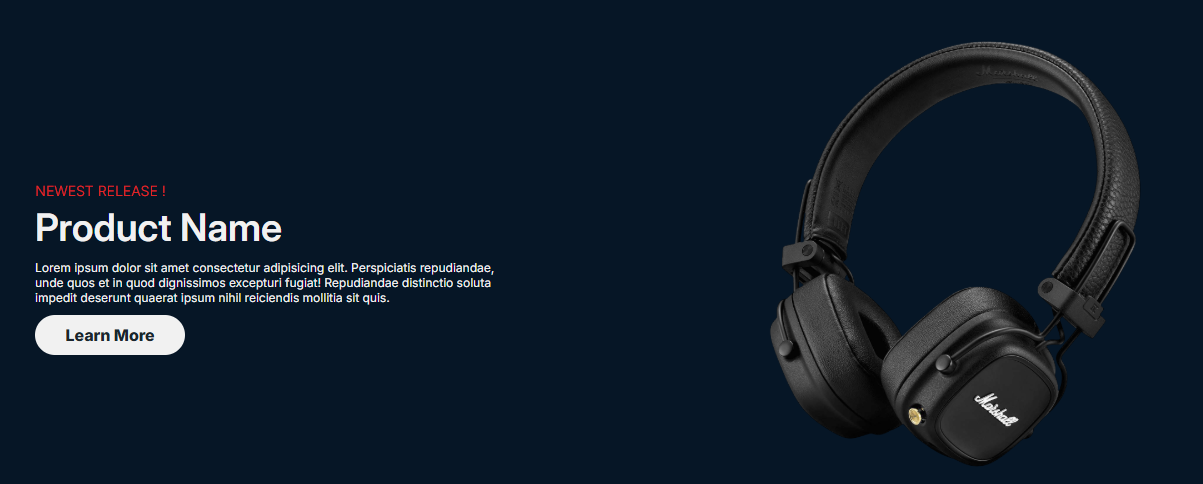 NEWEST RELEASE !
Product Name
Lorem ipsum dolor sit amet consectetur adipisicing elit. Perspiciatis repudiandae,
unde quos et in quod dignissimos excepturi fugiat! Repudiandae distinctio soluta
impedit deserunt quaerat ipsum nihil reiciendis mollitia sit quis.
Learn More
Marshall